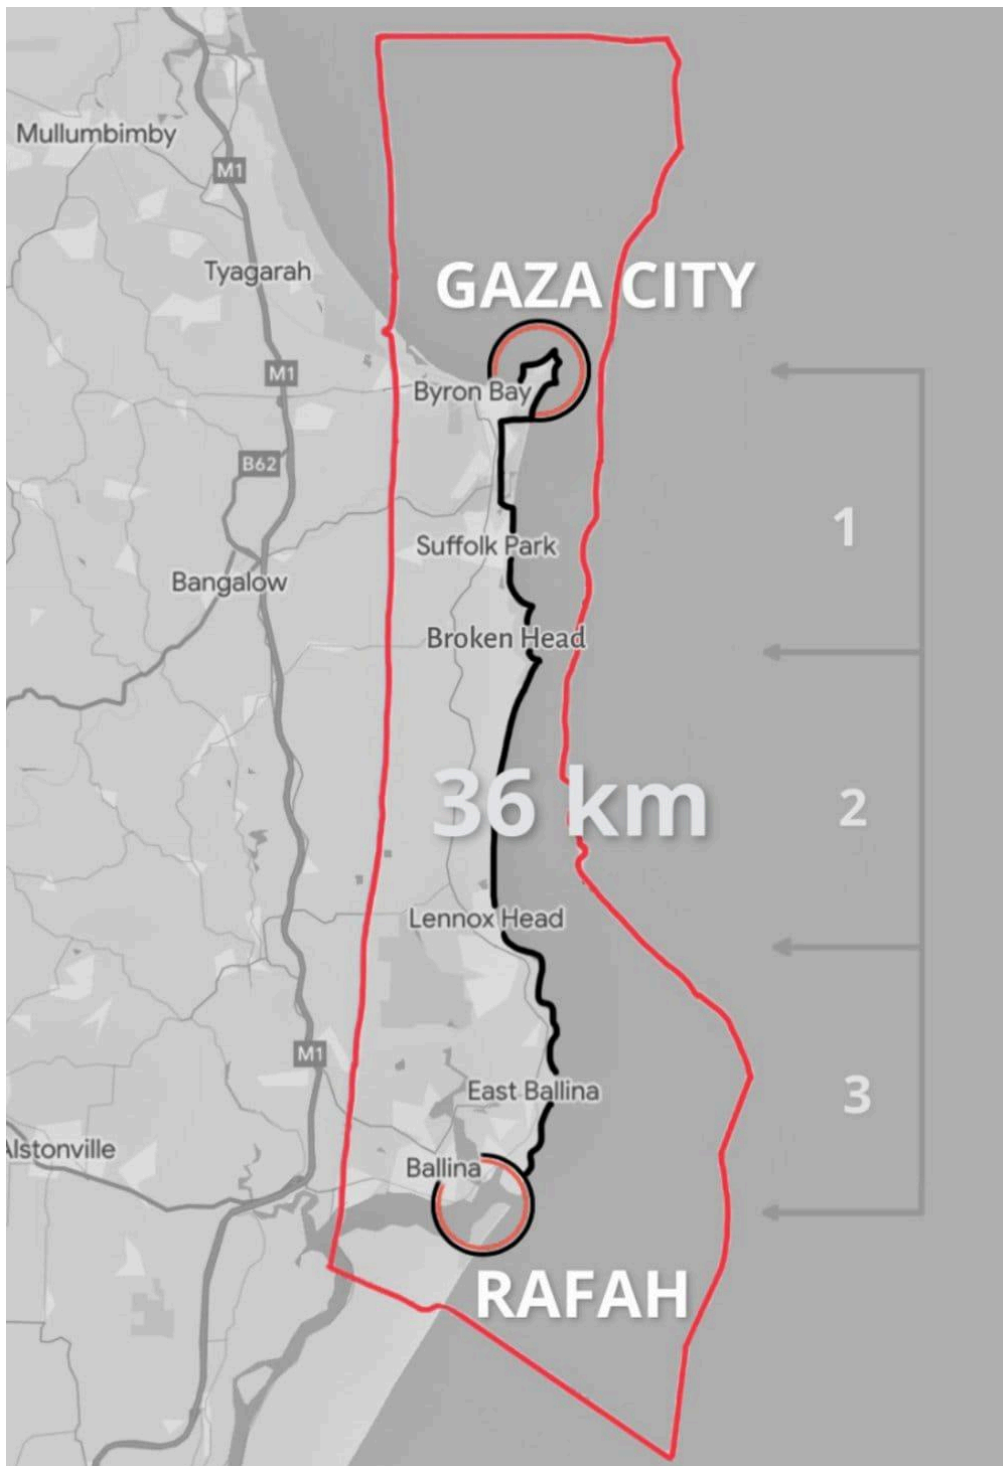 Mullumbimby
M1
Tyagarah
GAZA CITY
M1
Byron Bay
B62
1
Suffolk Park
Bangalow
Broken Head
36 km
2
Lennox Head
M1
East Ballina
3
Alstonville
Ballina
RAFAH